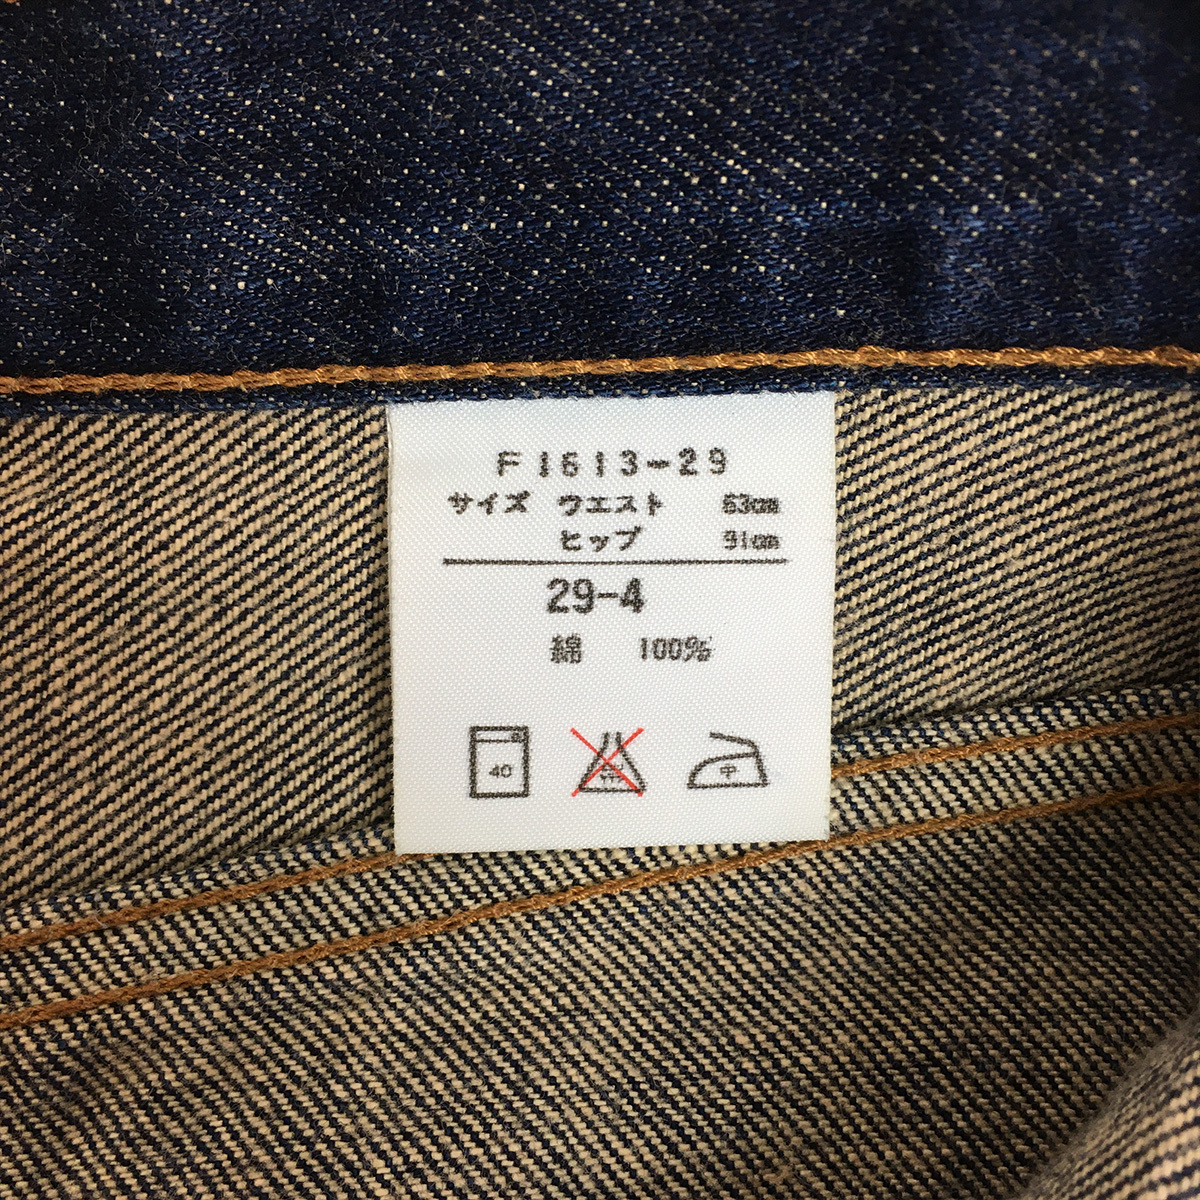 F1613-29
サイズ ウエスト 63cm
ヒップ 91cm
29-4
綿 100%
40
中